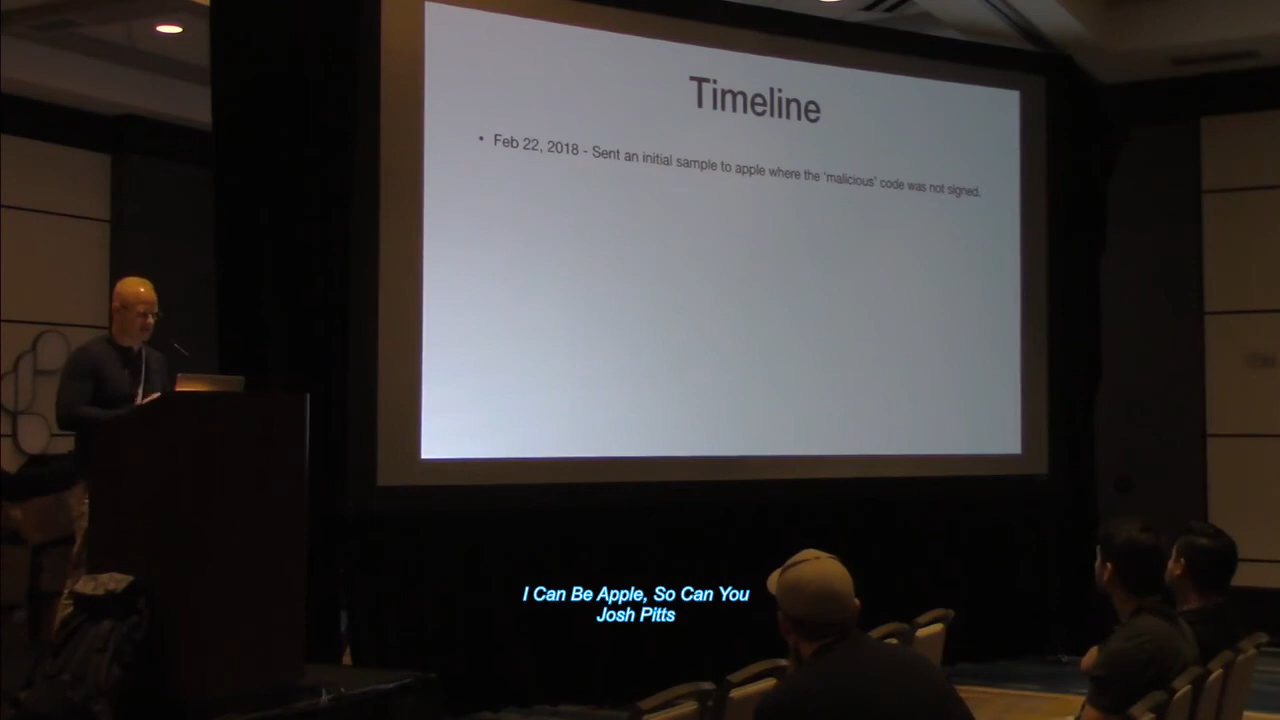 Timeline
• Feb 22, 2018 - Sent an initial sample to apple where the ‘malicious’ code was not signed.
I Can Be Apple, So Can You
Josh Pitts